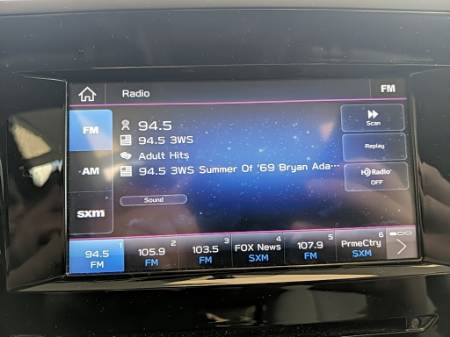 Radio
FM
FM
AM
sxm
94.5
94.5 3WS
Adult Hits
94.5 3WS Summer Of '69 Bryan Ada···
Sound
Scan
Replay
HD Radio
OFF
1
94.5
FM
2
105.9
FM
3
103.5
FM
4
FOX News
SXM
5
107.9
FM
6
PrmeCtry
SXM